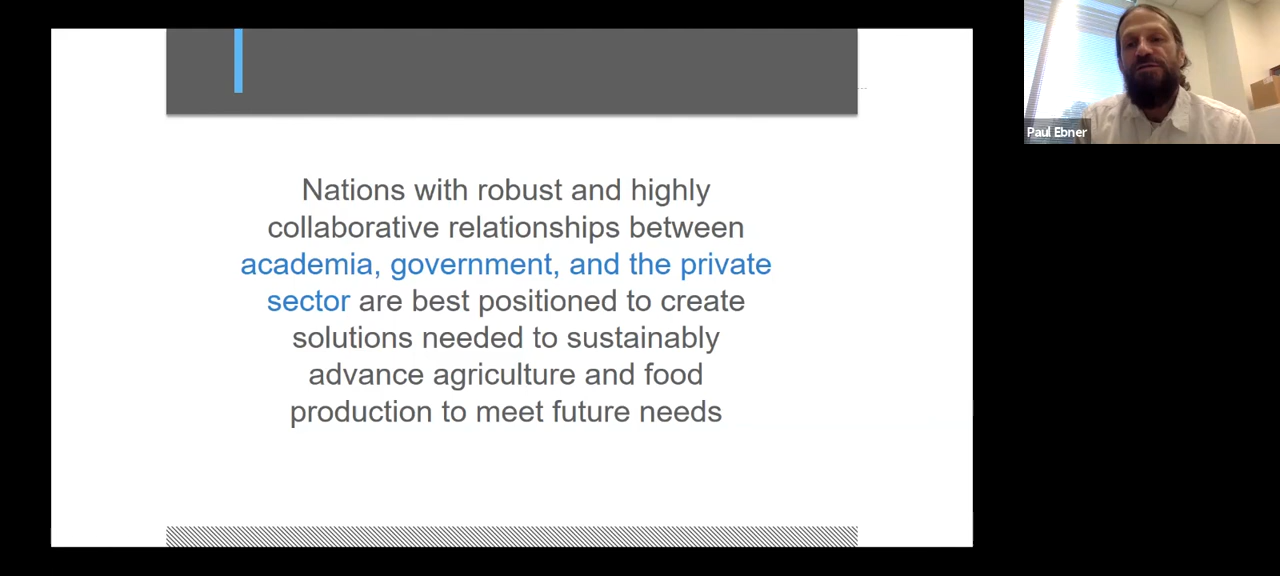 Nations with robust and highly
collaborative relationships between
academia, government, and the private
sector are best positioned to create
solutions needed to sustainably
advance agriculture and food
production to meet future needs
Paul Ebner